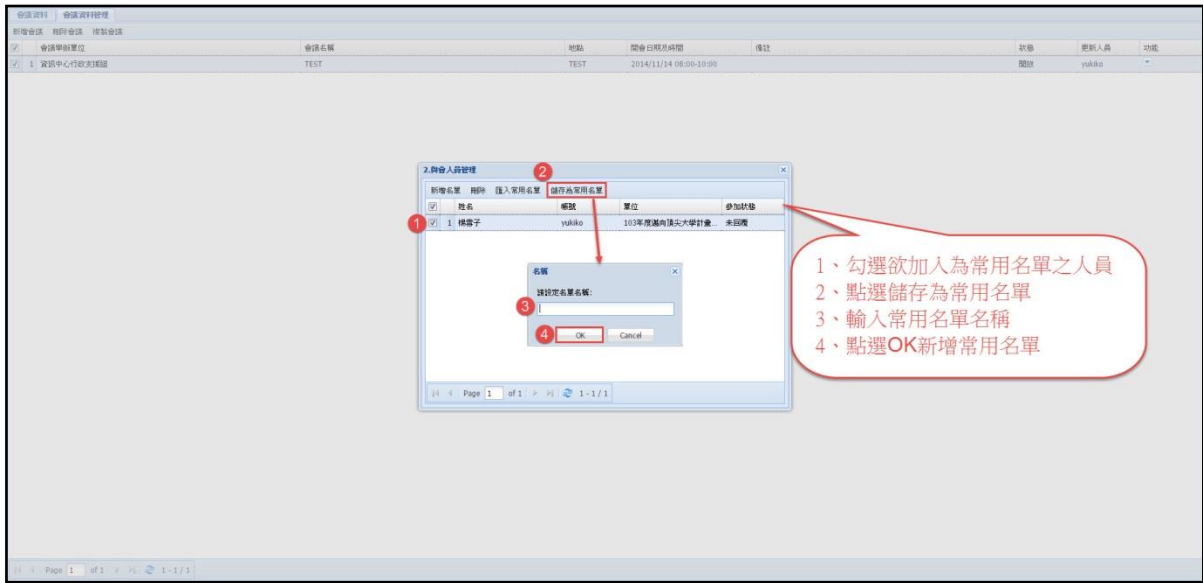 會議資料 會議資料管理
新增會議 刪除會議 複製會議
會議舉辦單位 會議名稱 地點 開會日期及時間 備註 狀態 更新人員 功能
1 資訊中心行政支援組 TEST TEST 2014/11/14 08:00-10:00 開放 yukiko
2.與會人員管理
2
新增名單 刪除 匯入常用名單 儲存為常用名單
姓名 帳號 單位 參加狀態
1 1 楊雲子 yukiko 103年度邁向頂尖大學計畫... 未回覆
名稱
請設定名單名稱:
3
4 OK Cancel
Page 1 of 1 1 - 1 / 1
1、勾選欲加入為常用名單之人員
2、點選儲存為常用名單
3、輸入常用名單名稱
4、點選OK新增常用名單
Page 1 of 1 1 - 1 / 1